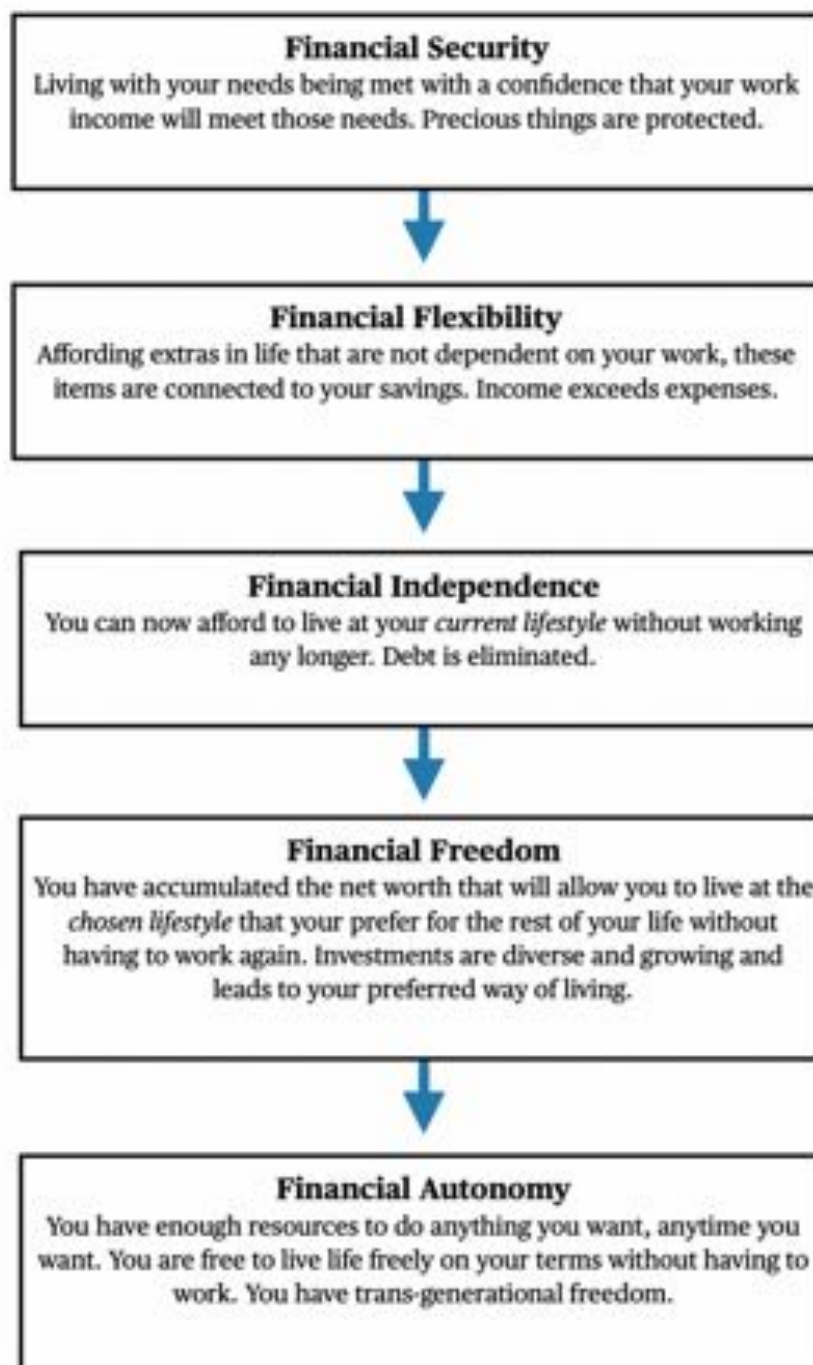 Financial Security
Living with your needs being met with a confidence that your work
income will meet those needs. Precious things are protected.
Financial Flexibility
Affording extras in life that are not dependent on your work, these
items are connected to your savings. Income exceeds expenses.
Financial Independence
You can now afford to live at your current lifestyle without working
any longer. Debt is eliminated.
Financial Freedom
You have accumulated the net worth that will allow you to live at the
chosen lifestyle that your prefer for the rest of your life without
having to work again. Investments are diverse and growing and
leads to your preferred way of living.
Financial Autonomy
You have enough resources to do anything you want, anytime you
want. You are free to live life freely on your terms without having to
work. You have trans-generational freedom.